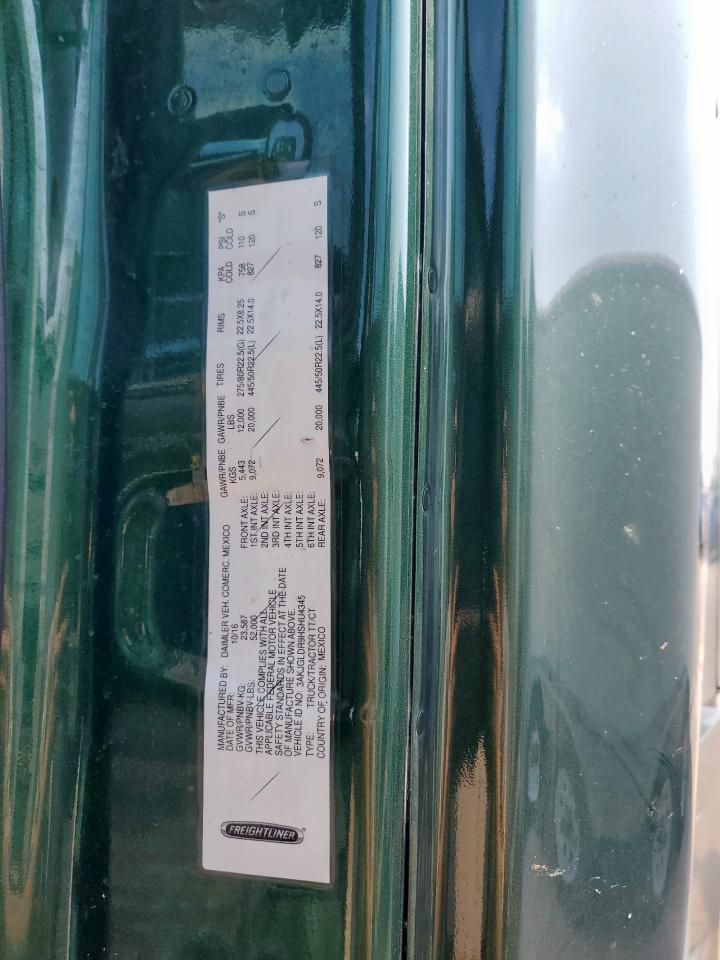 FREIGHTLINER
MANUFACTURED BY: DAIMLER VEH. COMERC. MEXICO
DATE OF MFR: 10/16
GVWR/PNBV-KG: 23,587
GVWR/PNBV-LBS: 52,000
THIS VEHICLE COMPLIES WITH ALL
APPLICABLE FEDERAL MOTOR VEHICLE
SAFETY STANDARDS IN EFFECT AT THE DATE
OF MANUFACTURE SHOWN ABOVE.
VEHICLE ID NO: 3AKJGLDR9HSHU4345
TYPE: TRUCK/TRACTOR TT/CT
COUNTRY OF ORIGIN: MEXICO
GAWR/PNBE GAWR/PNBE TIRES RIMS KPA PSI "S"
KGS LBS COLD COLD
FRONT AXLE: 5,443 12,000 275/80R22.5(G) 22.5X8.25 758 110 S
1ST INT AXLE: 9,072 20,000 445/50R22.5(L) 22.5X14.0 827 120 S
2ND INT AXLE:
3RD INT AXLE:
4TH INT AXLE:
5TH INT AXLE:
6TH INT AXLE:
REAR AXLE: 9,072 20,000 445/50R22.5(L) 22.5X14.0 827 120 S